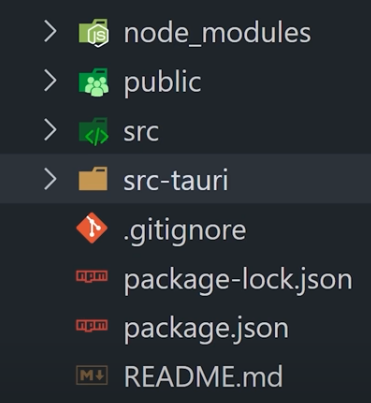 node_modules
public
src
src-tauri
.gitignore
package-lock.json
package.json
README.md